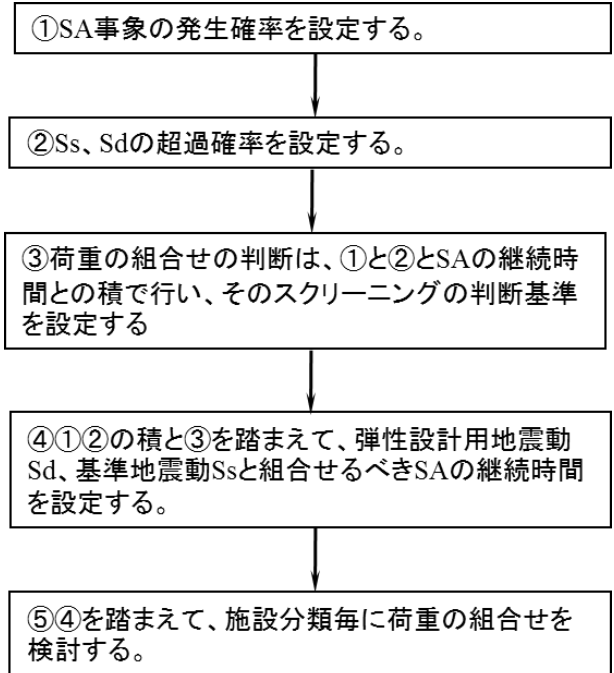 ①SA事象の発生確率を設定する。
②Ss、Sdの超過確率を設定する。
③荷重の組合せの判断は、①と②とSAの継続時
間との積で行い、そのスクリーニングの判断基準
を設定する
④①②の積と③を踏まえて、弾性設計用地震動
Sd、基準地震動Ssと組合せるべきSAの継続時間
を設定する。
⑤④を踏まえて、施設分類毎に荷重の組合せを
検討する。